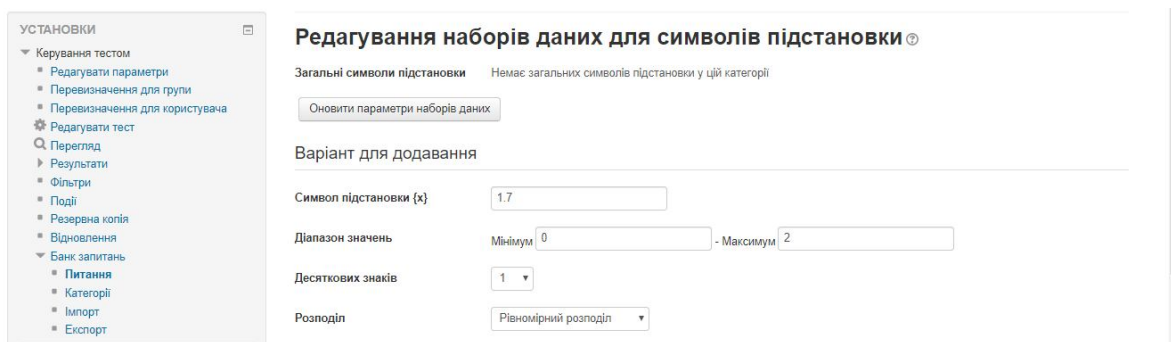 УСТАНОВКИ
Керування тестом
Редагувати параметри
Перевизначення для групи
Перевизначення для користувача
Редагувати тест
Перегляд
Результати
Фільтри
Події
Резервна копія
Відновлення
Банк запитань
Питання
Категорії
Імпорт
Експорт
Редагування наборів даних для символів підстановки
Загальні символи підстановки Немає загальних символів підстановки у цій категорії
Оновити параметри наборів даних
Варіант для додавання
Символ підстановки {x} 1.7
Діапазон значень Мінімум 0 - Максимум 2
Десяткових знаків 1
Розподіл Рівномірний розподіл